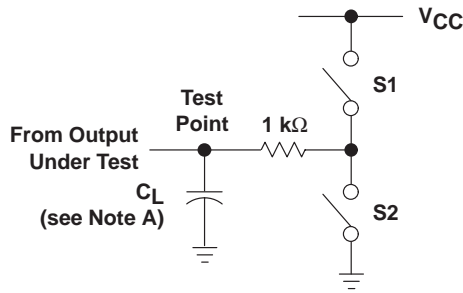 VCC
S1
Test
Point
1 kΩ
From Output
Under Test
CL
(see Note A)
S2